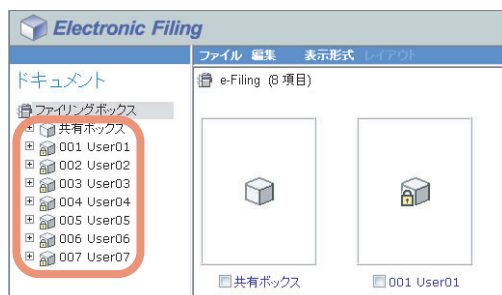 Electronic Filing
ファイル 編集 表示形式 レイアウト
ドキュメント
e-Filing (8 項目)
ファイリングボックス
共有ボックス
001 User01
002 User02
003 User03
004 User04
005 User05
006 User06
007 User07
共有ボックス
001 User01